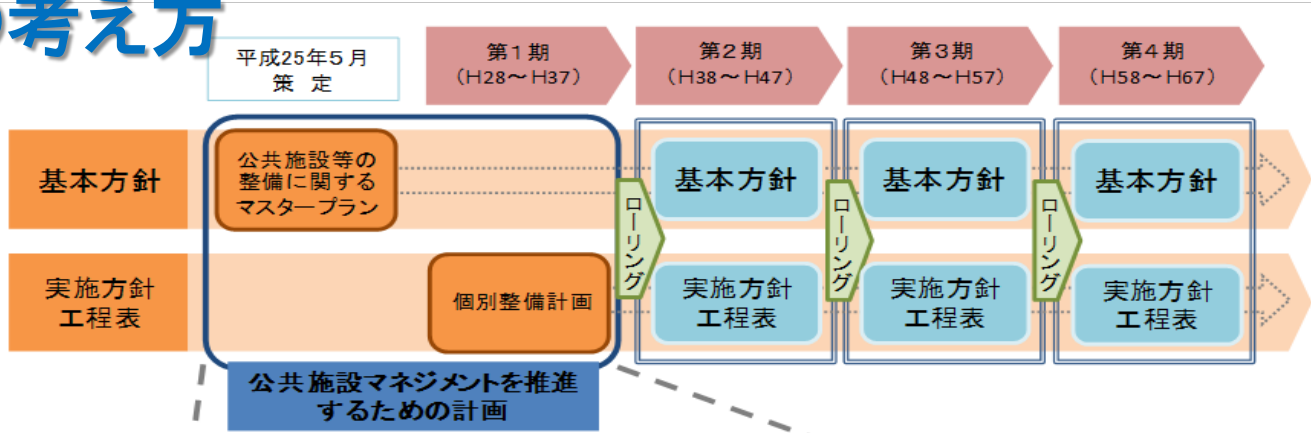 考え方
平成25年5月
策 定
第1期
(H28～H37)
第2期
(H38～H47)
第3期
(H48～H57)
第4期
(H58～H67)
基本方針
公共施設等の
整備に関する
マスタープラン
ローリング
基本方針
ローリング
基本方針
ローリング
基本方針
実施方針
工程表
個別整備計画
実施方針
工程表
実施方針
工程表
実施方針
工程表
公共施設マネジメントを推進
するための計画